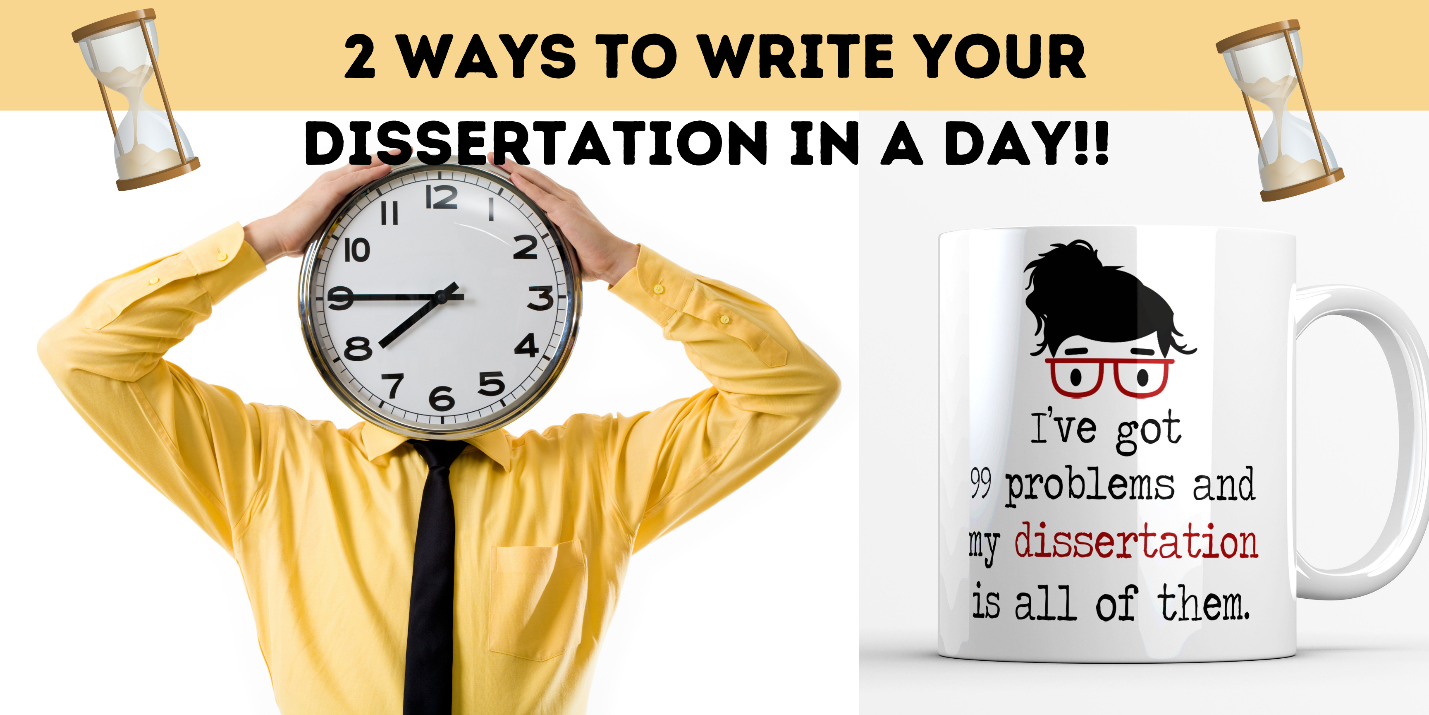 2 WAYS TO WRITE YOUR
DISSERTATION IN A DAY!!
12
1
2
3
4
5
6
7
8
9
10
11
I've got
99 problems and
my dissertation
is all of them.